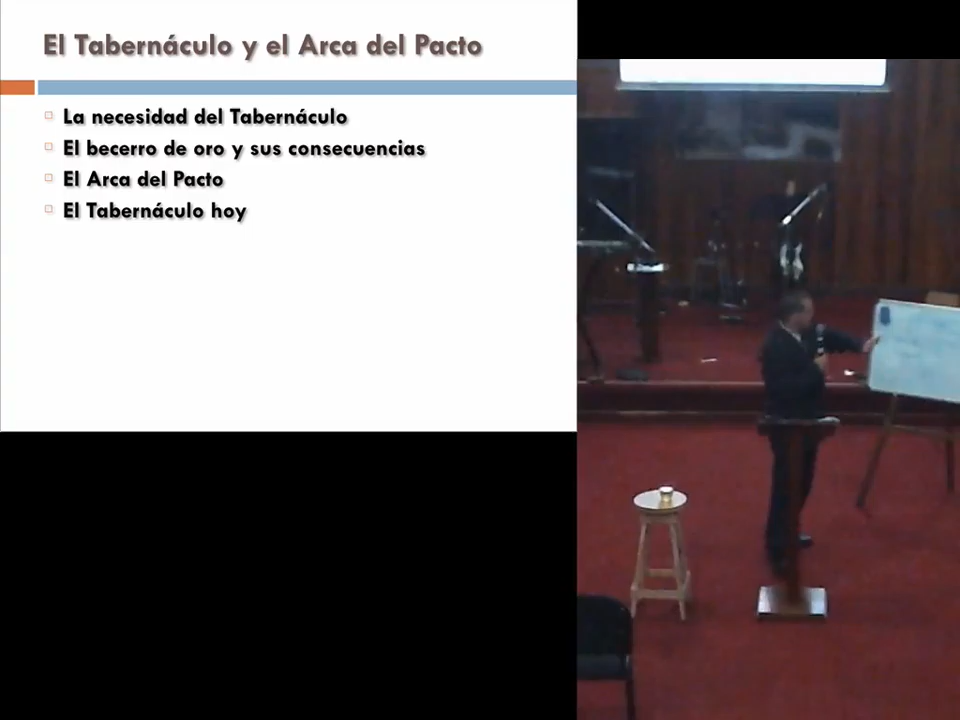 El Tabernáculo y el Arca del Pacto
La necesidad del Tabernáculo
El becerro de oro y sus consecuencias
El Arca del Pacto
El Tabernáculo hoy